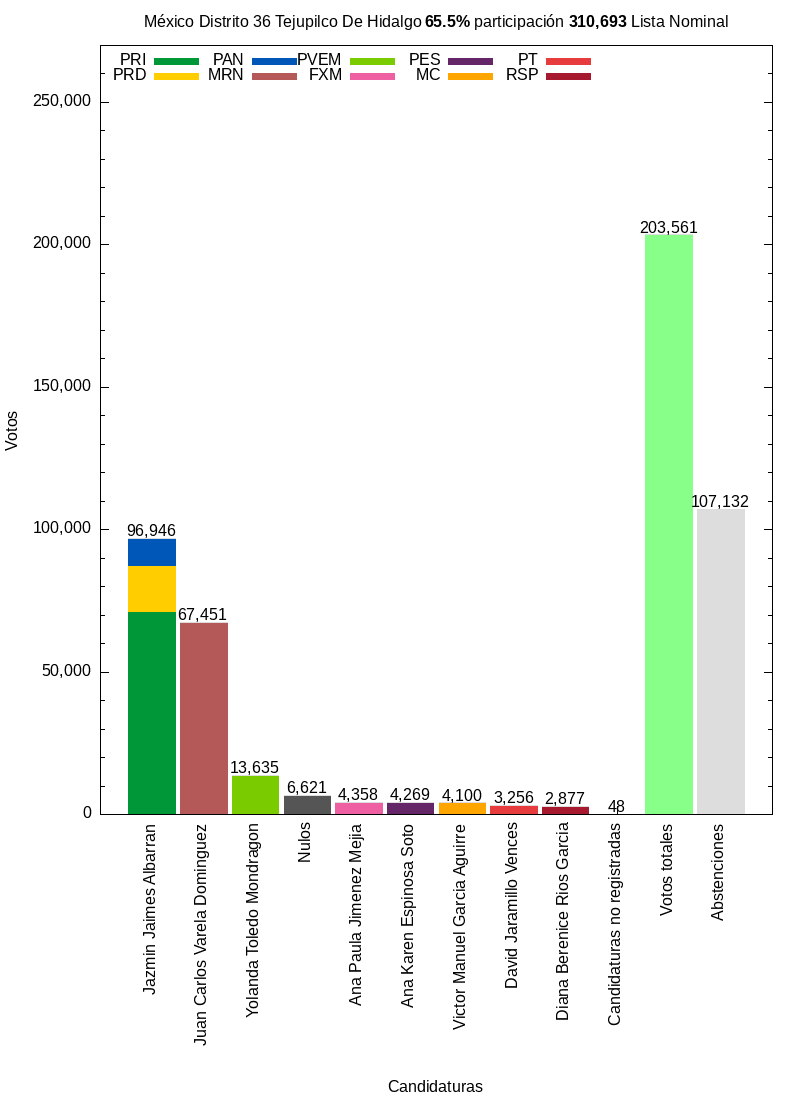 México Distrito 36 Tejupilco De Hidalgo 65.5% participación 310,693 Lista Nominal
PRI PAN PVEM PES PT
PRD MRN FXM MC RSP
250,000
200,000
150,000
100,000
50,000
0
Votos
96,946
67,451
13,635
6,621
4,358
4,269
4,100
3,256
2,877
48
203,561
107,132
Jazmin Jaimes Albarran
Juan Carlos Varela Dominguez
Yolanda Toledo Mondragon
Nulos
Ana Paula Jimenez Mejia
Ana Karen Espinosa Soto
Victor Manuel Garcia Aguirre
David Jaramillo Vences
Diana Berenice Rios Garcia
Candidaturas no registradas
Votos totales
Abstenciones
Candidaturas